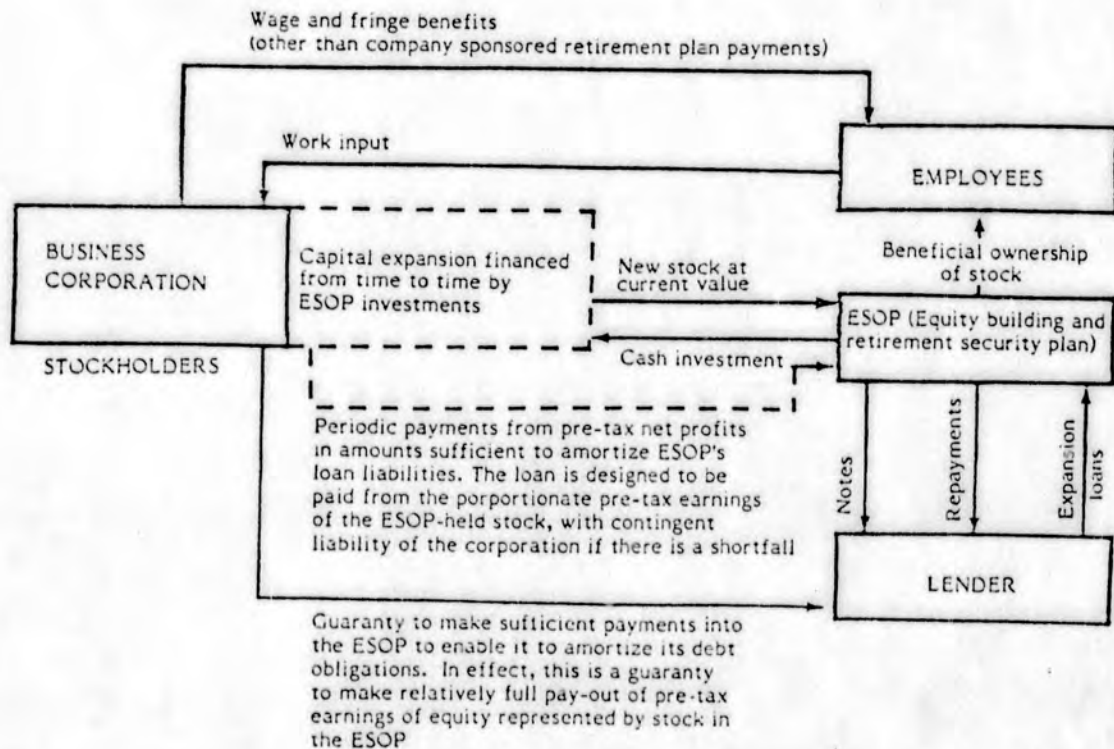 Wage and fringe benefits
(other than company sponsored retirement plan payments)
Work input
EMPLOYEES
BUSINESS
CORPORATION
Capital expansion financed
from time to time by
ESOP investments
New stock at
current value
Beneficial ownership
of stock
ESOP (Equity building and
retirement security plan)
STOCKHOLDERS
Cash investment
Periodic payments from pre-tax net profits
in amounts sufficient to amortize ESOP's
loan liabilities. The loan is designed to be
paid from the porportionate pre-tax earnings
of the ESOP-held stock, with contingent
liability of the corporation if there is a shortfall
Notes
Repayments
Expansion
loans
LENDER
Guaranty to make sufficient payments into
the ESOP to enable it to amortize its debt
obligations. In effect, this is a guaranty
to make relatively full pay-out of pre-tax
earnings of equity represented by stock in
the ESOP